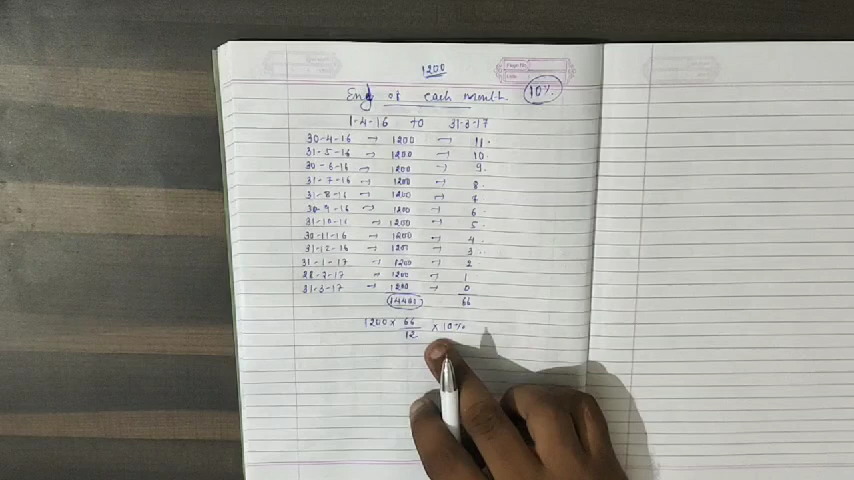 1200
Page No.
End of each month. 10%
1-4-16 to 31-3-17
30-4-16 → 1200 → 11.
31-5-16 → 1200 → 10.
30-6-16 → 1200 → 9.
31-7-16 → 1200 → 8.
31-8-16 → 1200 → 7
30-9-16 → 1200 → 6.
31-10-16 → 1200 → 5.
30-11-16 → 1200 → 4.
31-12-16 → 1200 → 3.
31-1-17 → 1200 → 2
28-2-17 → 1200 → 1
31-3-17 → 1200 → 0
66
1200 × 66 × 10%
12